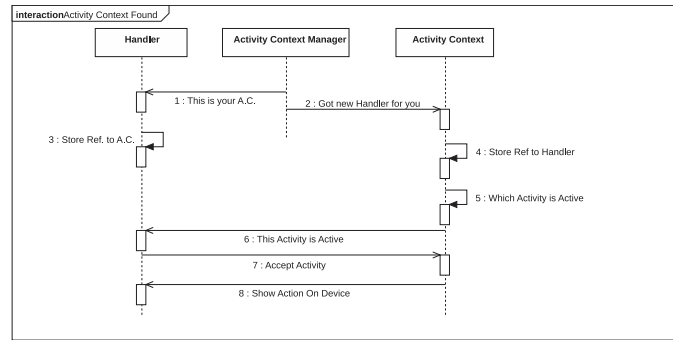 interactionActivity Context Found
Handler
Activity Context Manager
Activity Context
1 : This is your A.C.
2 : Got new Handler for you
3 : Store Ref. to A.C.
4 : Store Ref to Handler
5 : Which Activity is Active
6 : This Activity is Active
7 : Accept Activity
8 : Show Action On Device